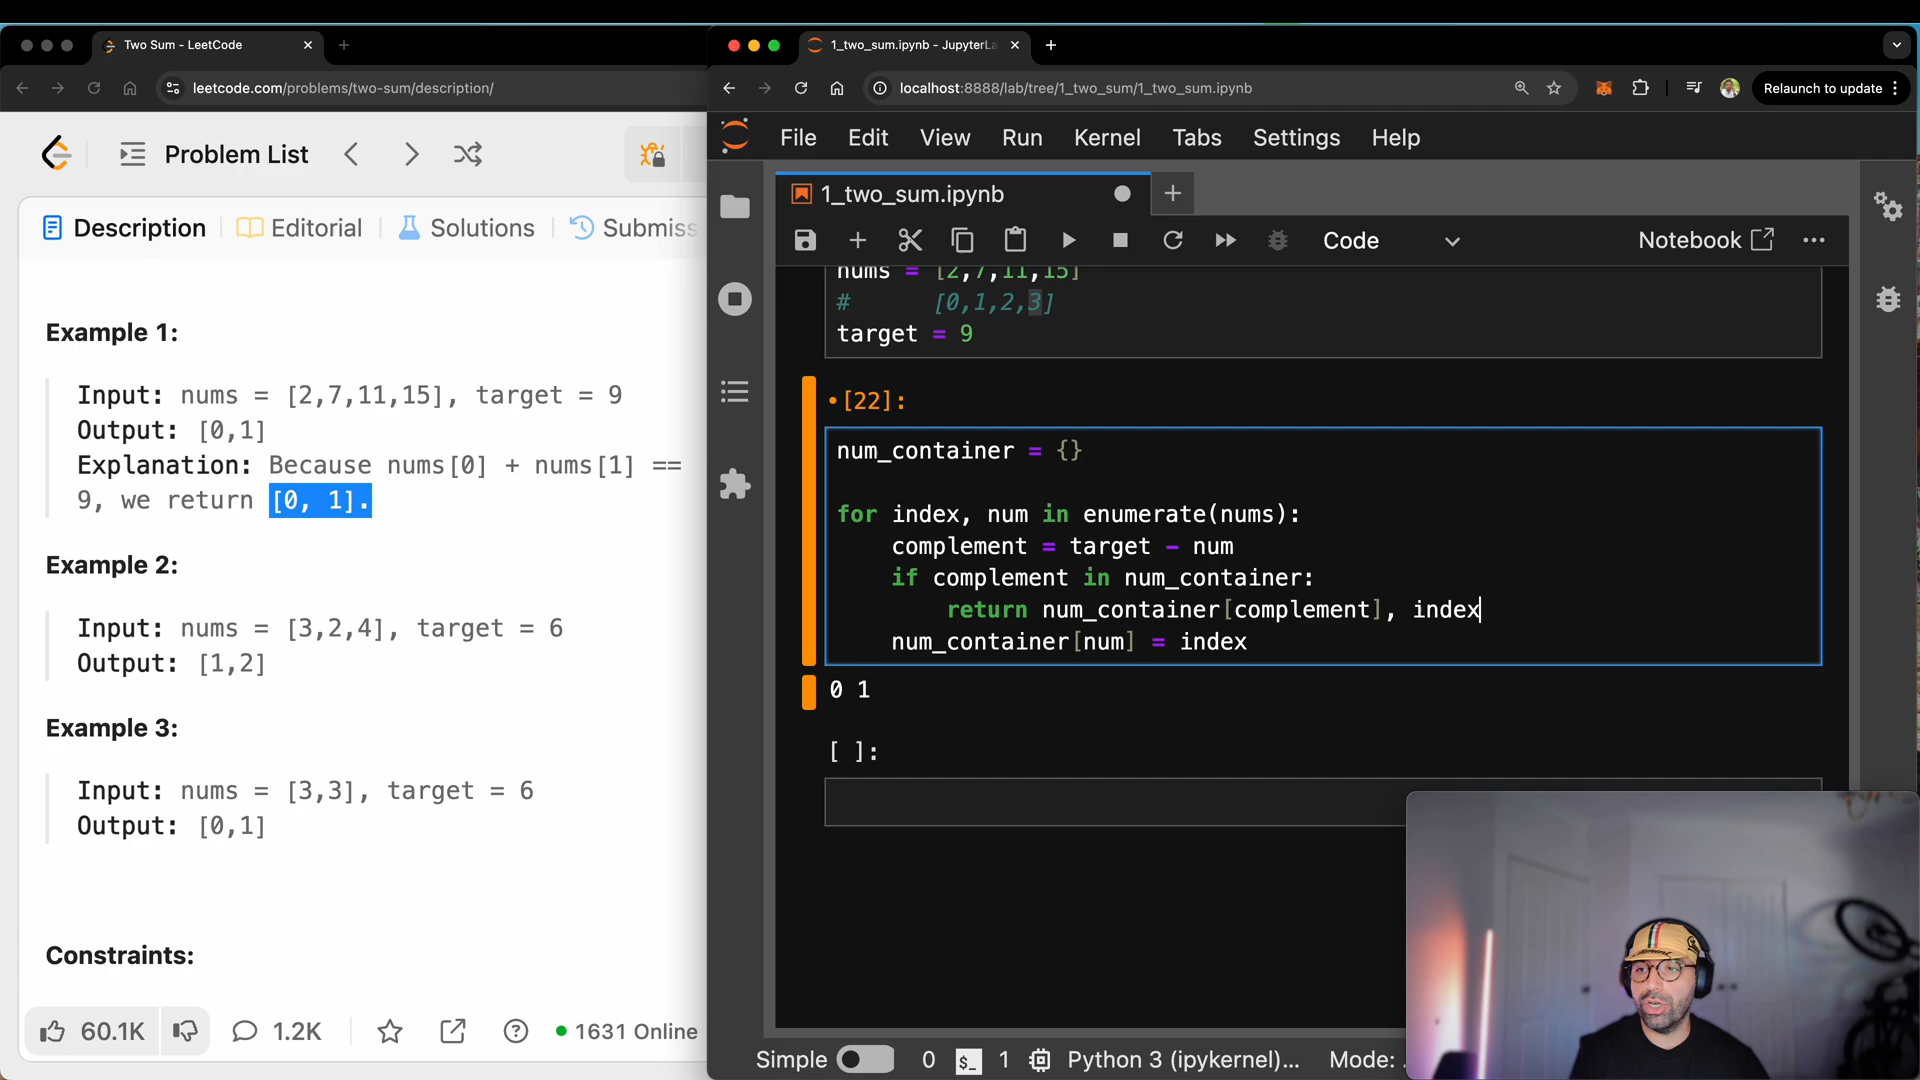 Two Sum - LeetCode
leetcode.com/problems/two-sum/description/
Problem List
Description
Editorial
Solutions
Submiss
Example 1:
Input: nums = [2,7,11,15], target = 9
Output: [0,1]
Explanation: Because nums[0] + nums[1] ==
9, we return [0, 1].
Example 2:
Input: nums = [3,2,4], target = 6
Output: [1,2]
Example 3:
Input: nums = [3,3], target = 6
Output: [0,1]
Constraints:
60.1K
1.2K
1631 Online
1_two_sum.ipynb - JupyterLa
localhost:8888/lab/tree/1_two_sum/1_two_sum.ipynb
Relaunch to update
File Edit View Run Kernel Tabs Settings Help
1_two_sum.ipynb
Code
Notebook
nums = [2,7,11,15]
# [0,1,2,3]
target = 9
[22]:
num_container = {}
for index, num in enumerate(nums):
complement = target - num
if complement in num_container:
return num_container[complement], index
num_container[num] = index
0 1
[ ]:
Simple 0 $_ 1 Python 3 (ipykernel)... Mode: